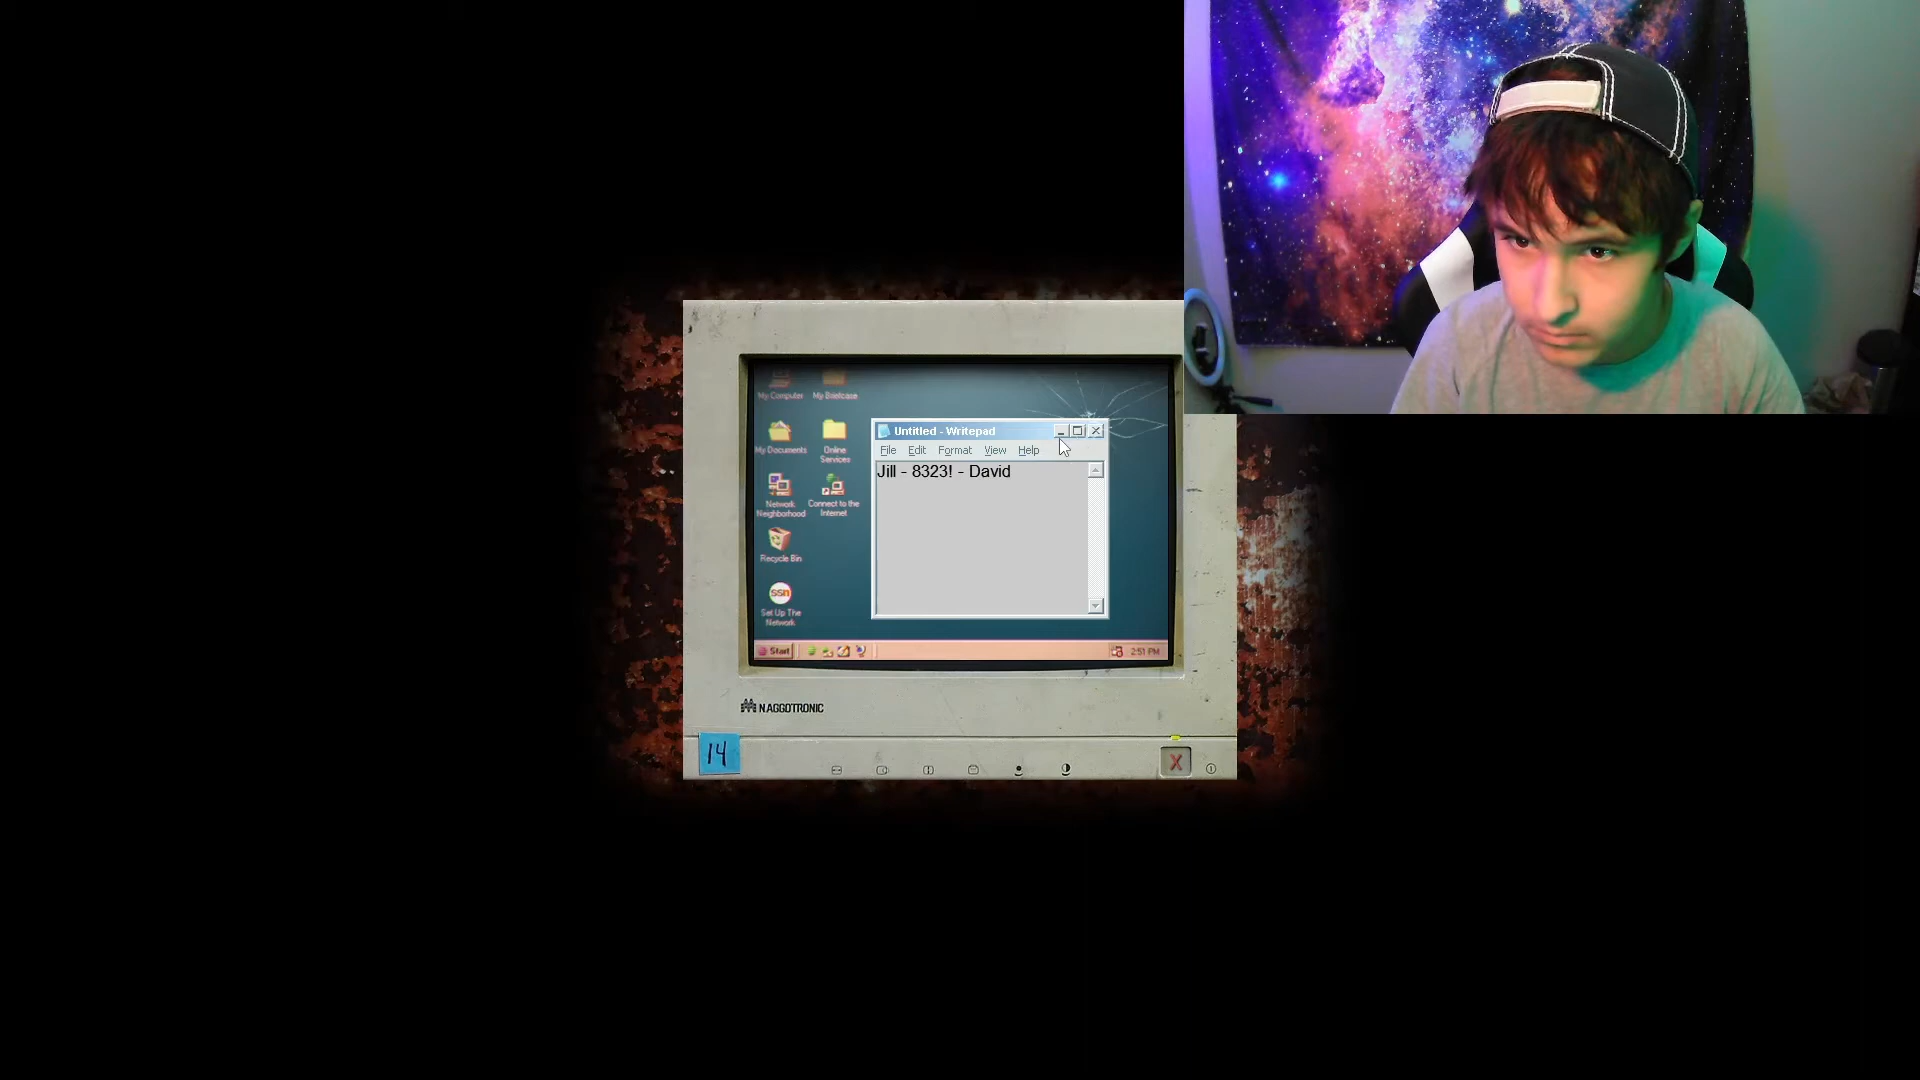 My Computer
My Briefcase
Untitled - Writepad
File Edit Format View Help
Jill - 8323! - David
My Documents
Online
Services
Network
Neighborhood
Connect to the
Internet
Recycle Bin
ssn
Set Up The
Network
Start
2:51 PM
NAGGOTRONIC
14
X